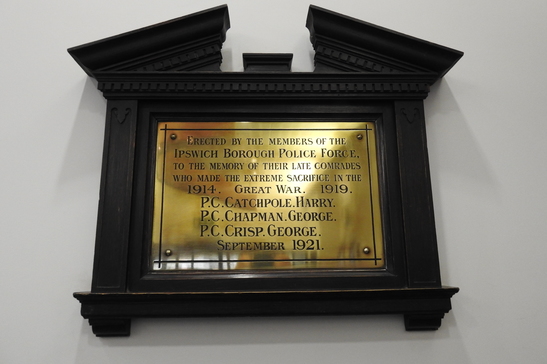 ERECTED BY THE MEMBERS OF THE
IPSWICH BOROUGH POLICE FORCE,
TO THE MEMORY OF THEIR LATE COMRADES
WHO MADE THE EXTREME SACRIFICE IN THE
1914. GREAT WAR. 1919.
P.C. CATCHPOLE. HARRY.
P.C. CHAPMAN. GEORGE.
P.C. CRISP. GEORGE.
SEPTEMBER 1921.